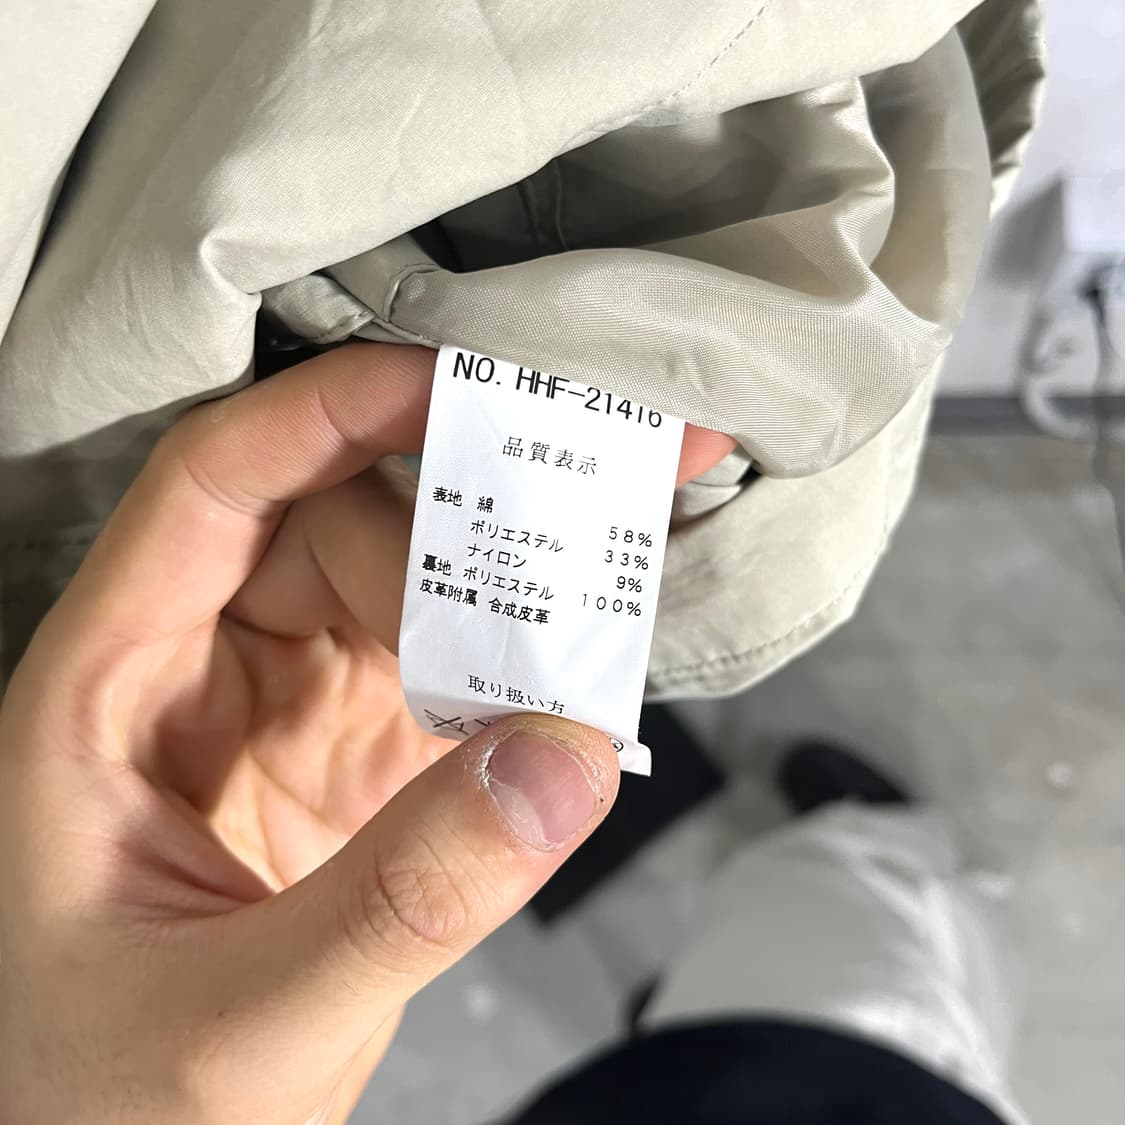 NO. HHF-21416
品質表示
表地 綿 58%
ポリエステル 33%
ナイロン 9%
裏地 ポリエステル 100%
皮革附属 合成皮革
取り扱い方